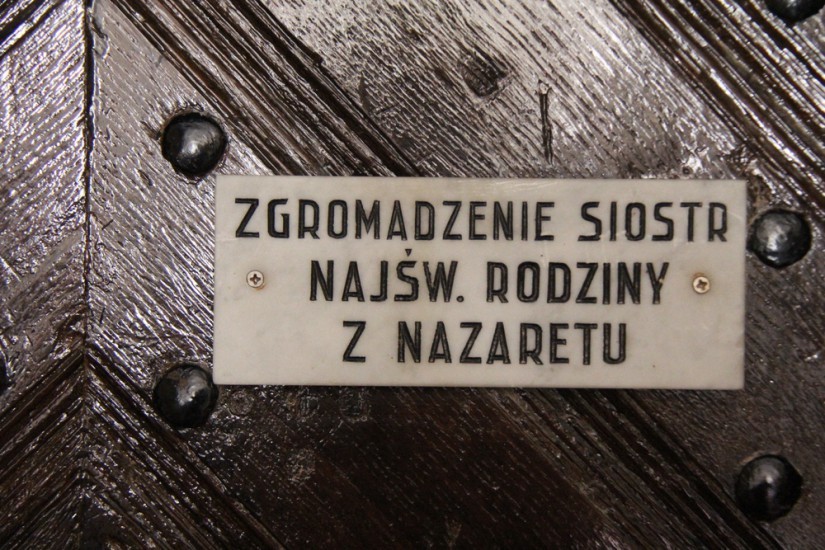 ZGROMADZENIE SIOSTR
NAJŚW. RODZINY
Z NAZARETU